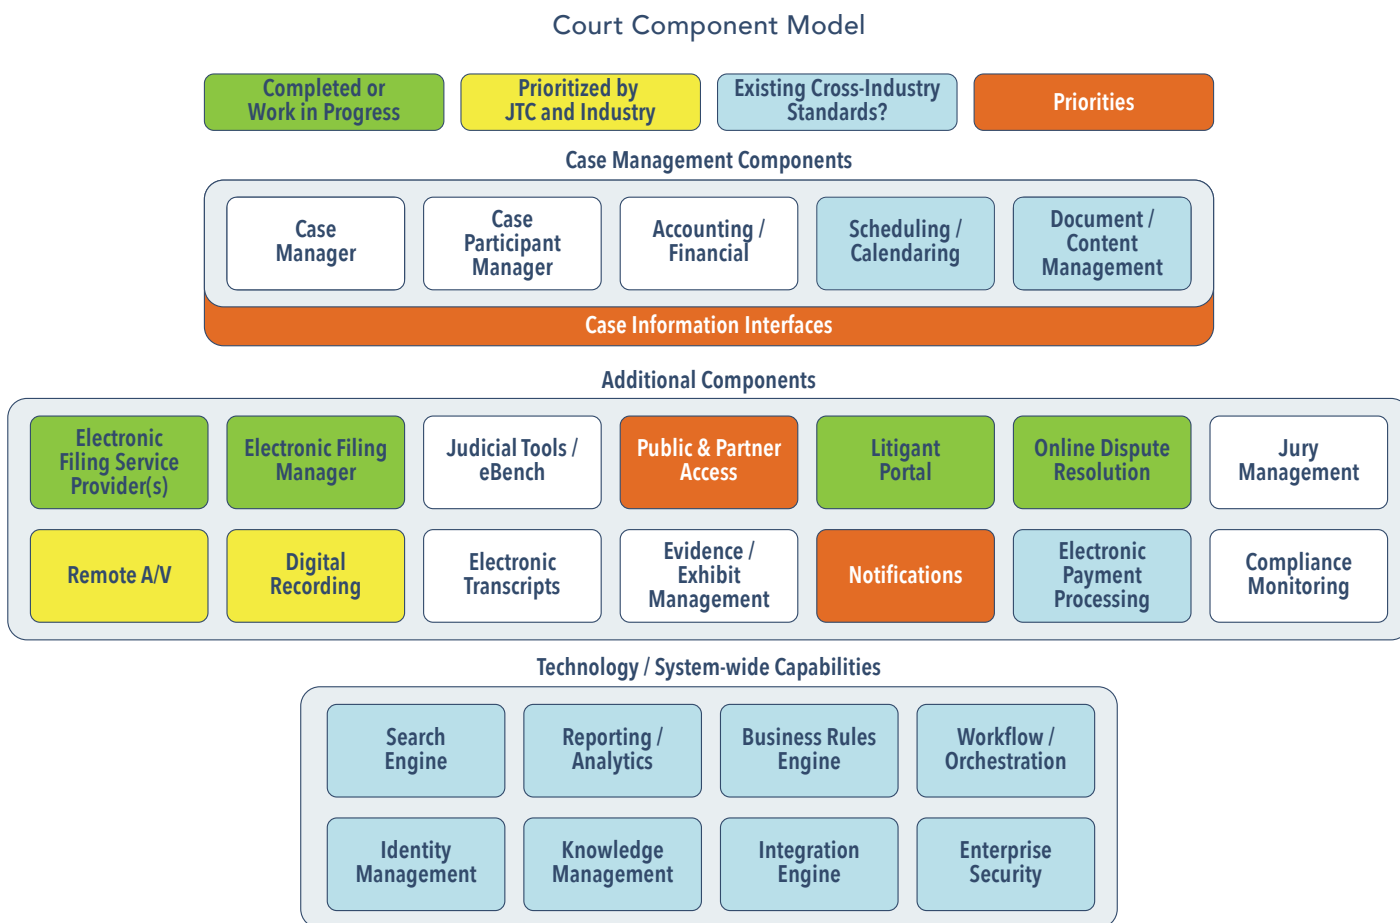 Court Component Model
Completed or
Work in Progress
Prioritized by
JTC and Industry
Existing Cross-Industry
Standards?
Priorities
Case Management Components
Case
Manager
Case
Participant
Manager
Accounting /
Financial
Scheduling /
Calendaring
Document /
Content
Management
Case Information Interfaces
Additional Components
Electronic
Filing Service
Provider(s)
Electronic Filing
Manager
Judicial Tools /
eBench
Public & Partner
Access
Litigant
Portal
Online Dispute
Resolution
Jury
Management
Remote A/V
Digital
Recording
Electronic
Transcripts
Evidence /
Exhibit
Management
Notifications
Electronic
Payment
Processing
Compliance
Monitoring
Technology / System-wide Capabilities
Search
Engine
Reporting /
Analytics
Business Rules
Engine
Workflow /
Orchestration
Identity
Management
Knowledge
Management
Integration
Engine
Enterprise
Security